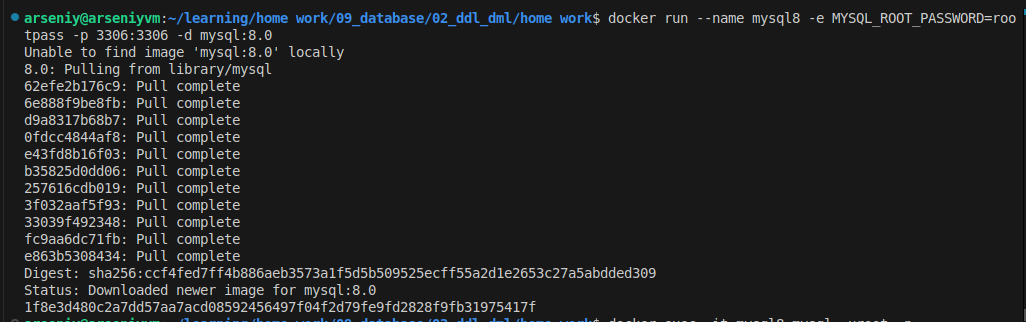 arseniy@arseniyvm:~/learning/home work/09_database/02_ddl_dml/home work$ docker run --name mysql8 -e MYSQL_ROOT_PASSWORD=roo
tpass -p 3306:3306 -d mysql:8.0
Unable to find image 'mysql:8.0' locally
8.0: Pulling from library/mysql
62efe2b176c9: Pull complete
6e888f9be8fb: Pull complete
d9a8317b68b7: Pull complete
0fdcc4844af8: Pull complete
e43fd8b16f03: Pull complete
b35825d0dd06: Pull complete
257616cdb019: Pull complete
3f032aaf5f93: Pull complete
33039f492348: Pull complete
fc9aa6dc71fb: Pull complete
e863b5308434: Pull complete
Digest: sha256:ccf4fed7ff4b886aeb3573a1f5d5b509525ecff55a2d1e2653c27a5abdded309
Status: Downloaded newer image for mysql:8.0
1f8e3d480c2a7dd57aa7acd08592456497f04f2d79fe9fd2828f9fb31975417f